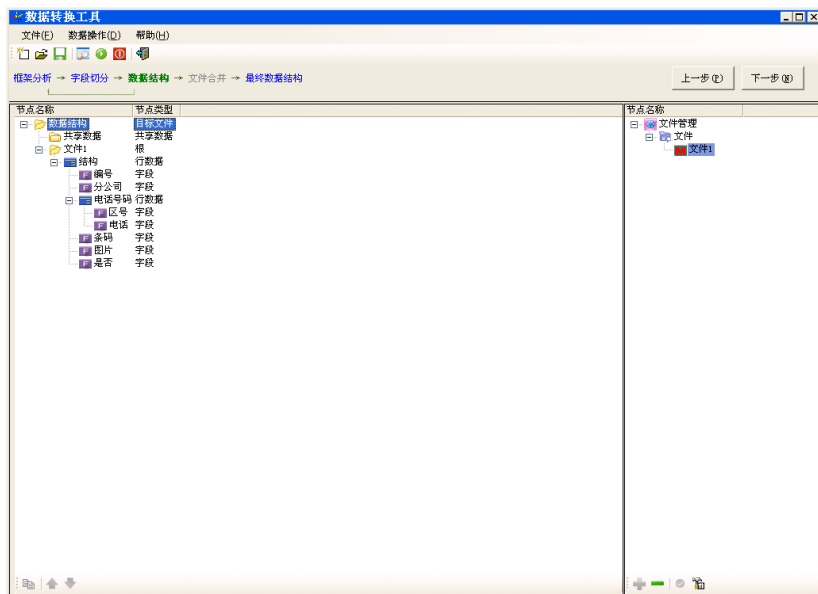 数据转换工具
文件(F) 数据操作(D) 帮助(H)
框架分析 → 字段切分 → 数据结构 → 文件合并 → 最终数据结构 上一步(P) 下一步(N)
节点名称 节点类型 节点名称
数据结构 目标文件 文件管理
共享数据 共享数据 文件
文件1 根 文件1
结构 行数据
编号 字段
分公司 字段
电话号码 行数据
区号 字段
电话 字段
条码 字段
图片 字段
是否 字段